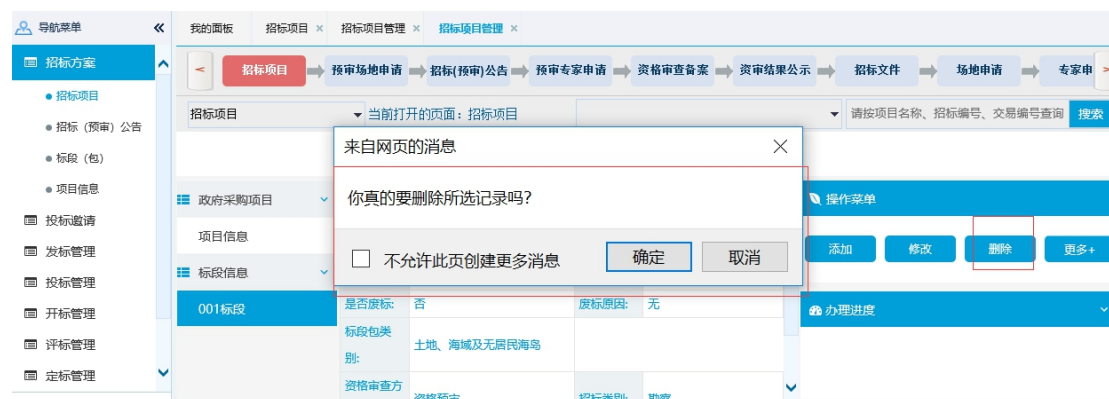 导航菜单
我的面板 招标项目 × 招标项目管理 × 招标项目管理 ×
招标方案
招标项目
招标（预审）公告
标段（包）
项目信息
投标邀请
发标管理
投标管理
开标管理
评标管理
定标管理
招标项目 预审场地申请 招标(预审)公告 预审专家申请 资格审查备案 资审结果公示 招标文件 场地申请 专家申
招标项目 当前打开的页面：招标项目 请按项目名称、招标编号、交易编号查询 搜索
来自网页的消息
你真的要删除所选记录吗?
不允许此页创建更多消息 确定 取消
政府采购项目
项目信息
标段信息
001标段
操作菜单
添加 修改 删除 更多+
办理进度
是否废标: 否 废标原因: 无
标段包类
别:
土地、海域及无居民海岛
资格审查方
资格预审 招标类别: 勘察